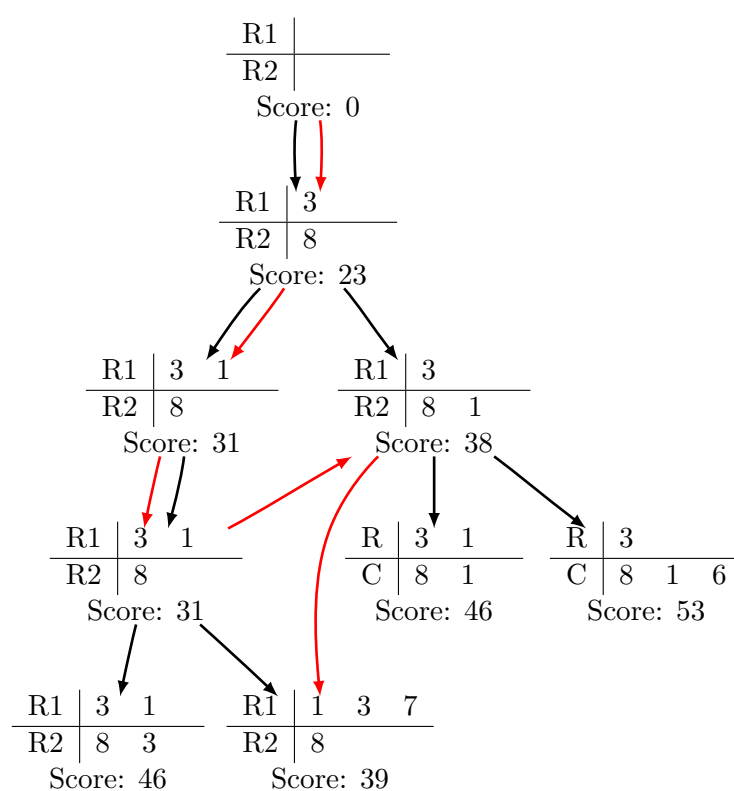 R1
R2
Score: 0
R1 3
R2 8
Score: 23
R1 3 1
R2 8
Score: 31
R1 3
R2 8 1
Score: 38
R1 3 1
R2 8
Score: 31
R 3 1
C 8 1
Score: 46
R 3
C 8 1 6
Score: 53
R1 3 1
R2 8 3
Score: 46
R1 1 3 7
R2 8
Score: 39